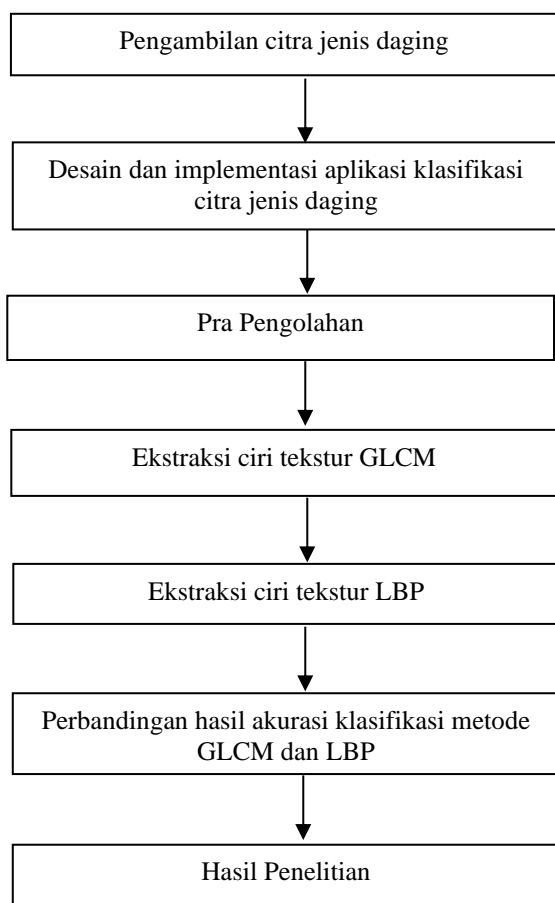 Pengambilan citra jenis daging
Desain dan implementasi aplikasi klasifikasi
citra jenis daging
Pra Pengolahan
Ekstraksi ciri tekstur GLCM
Ekstraksi ciri tekstur LBP
Perbandingan hasil akurasi klasifikasi metode
GLCM dan LBP
Hasil Penelitian